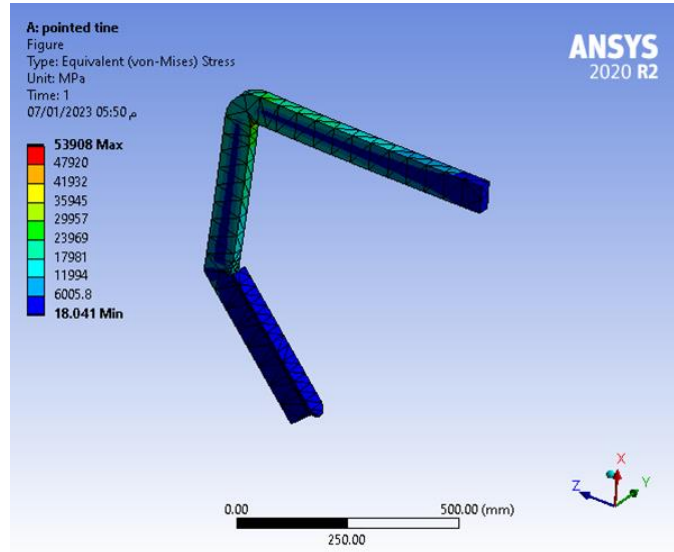 A: pointed tine
Figure
Type: Equivalent (von-Mises) Stress
Unit: MPa
Time: 1
07/01/2023 05:50 م
ANSYS
2020 R2
53908 Max
47920
41932
35945
29957
23969
17981
11994
6005.8
18.041 Min
0.00
500.00 (mm)
250.00
X
Y
Z